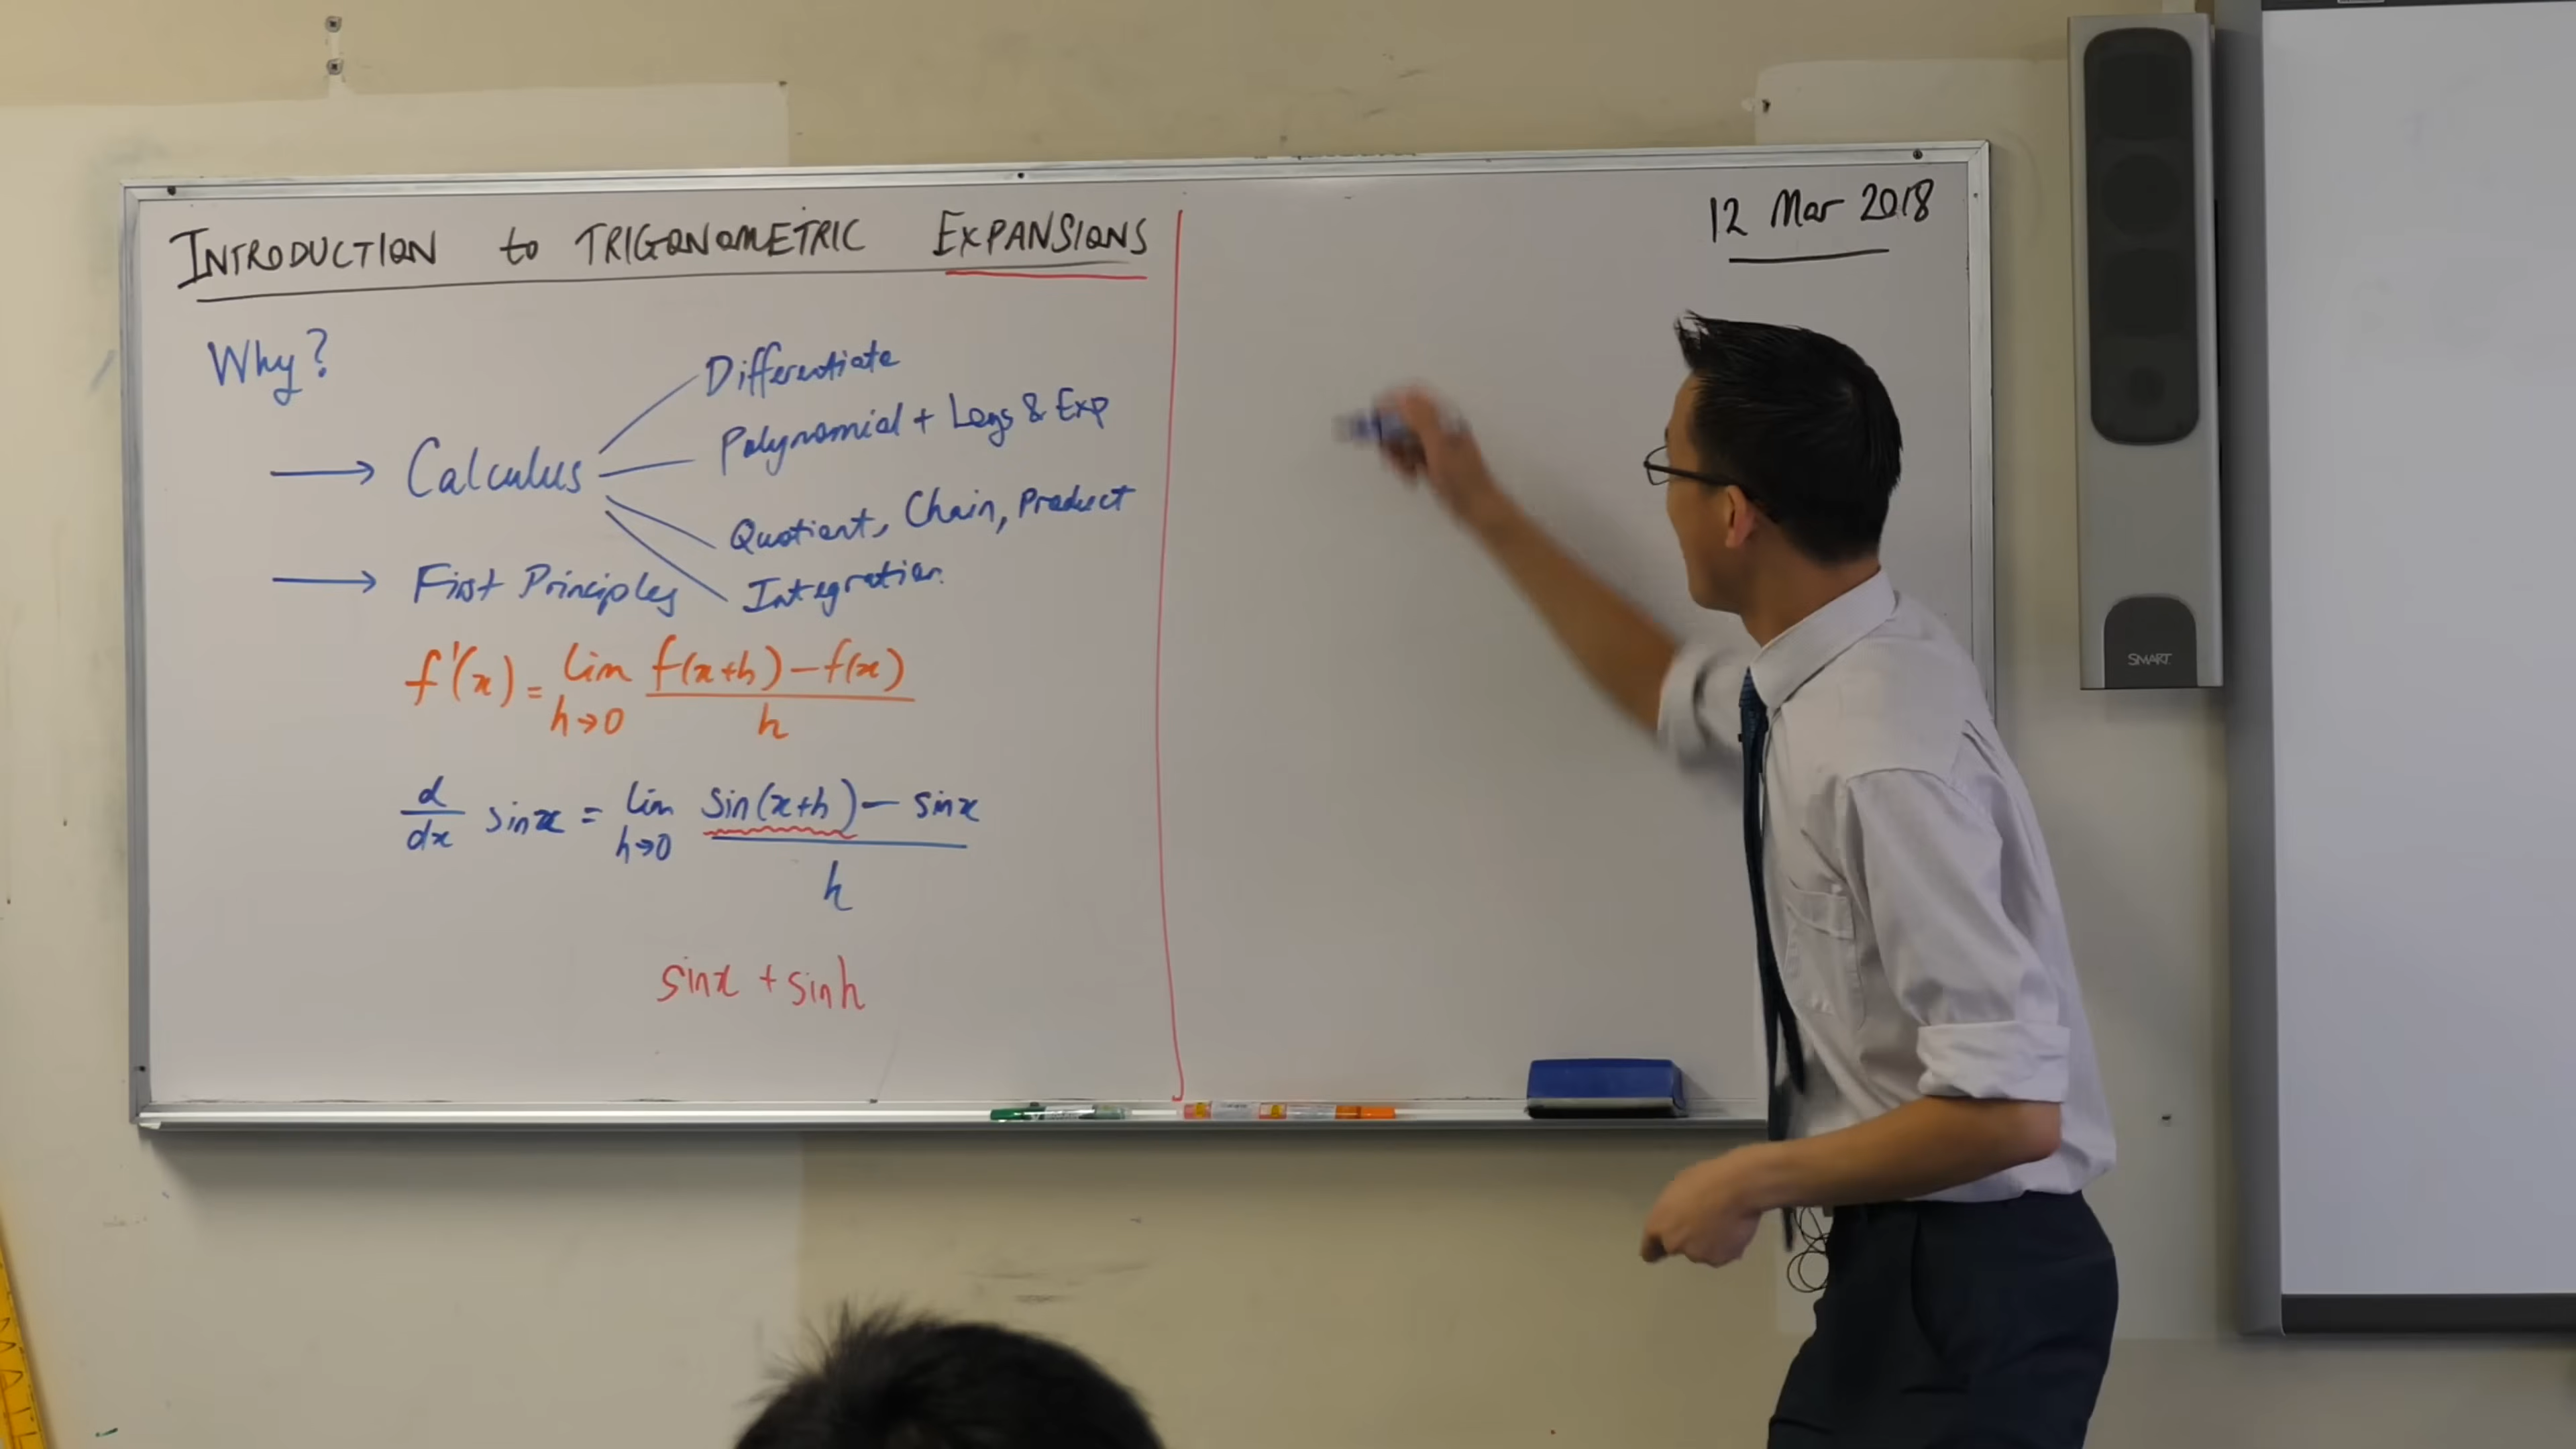 INTRODUCTION to TRIGONOMETRIC EXPANSIONS
12 Mar 2018
Why?
→ Calculus
Differentiate
Polynomial + Logs & Exp
Quotient, Chain, Product
Integration
→ First Principles
f'(x) = lim h→0 f(x+h) – f(x) / h
d/dx sinx = lim h→0 sin(x+h) – sinx / h
sinx + sinh
SMART